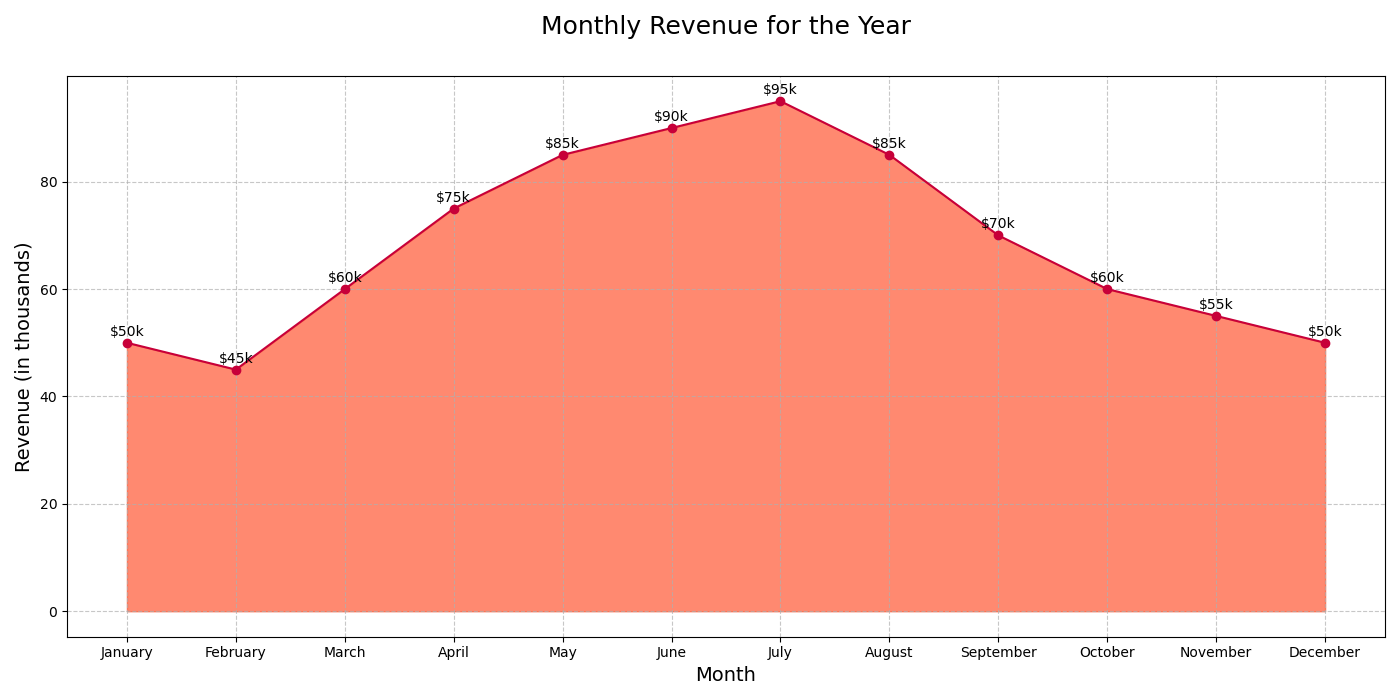 Monthly Revenue for the Year
$95k
$90k
$85k
$85k
$75k
$70k
$60k
$60k
$55k
$50k
$50k
$45k
80
60
40
20
0
Revenue (in thousands)
January February March April May June July August September October November December
Month